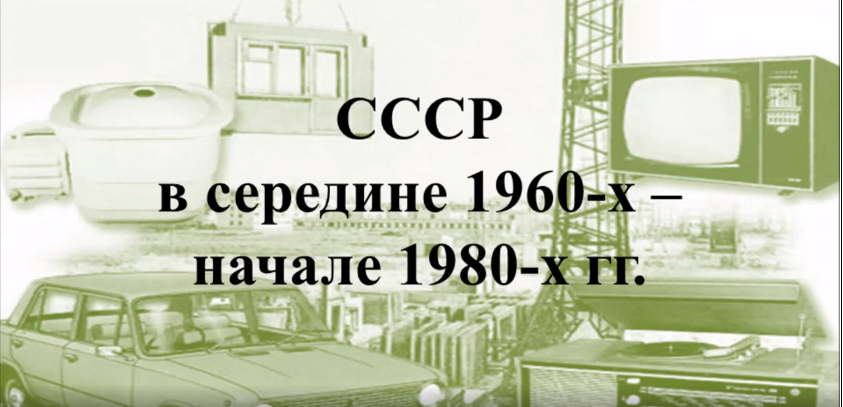 СССР
в середине 1960-х –
начале 1980-х гг.